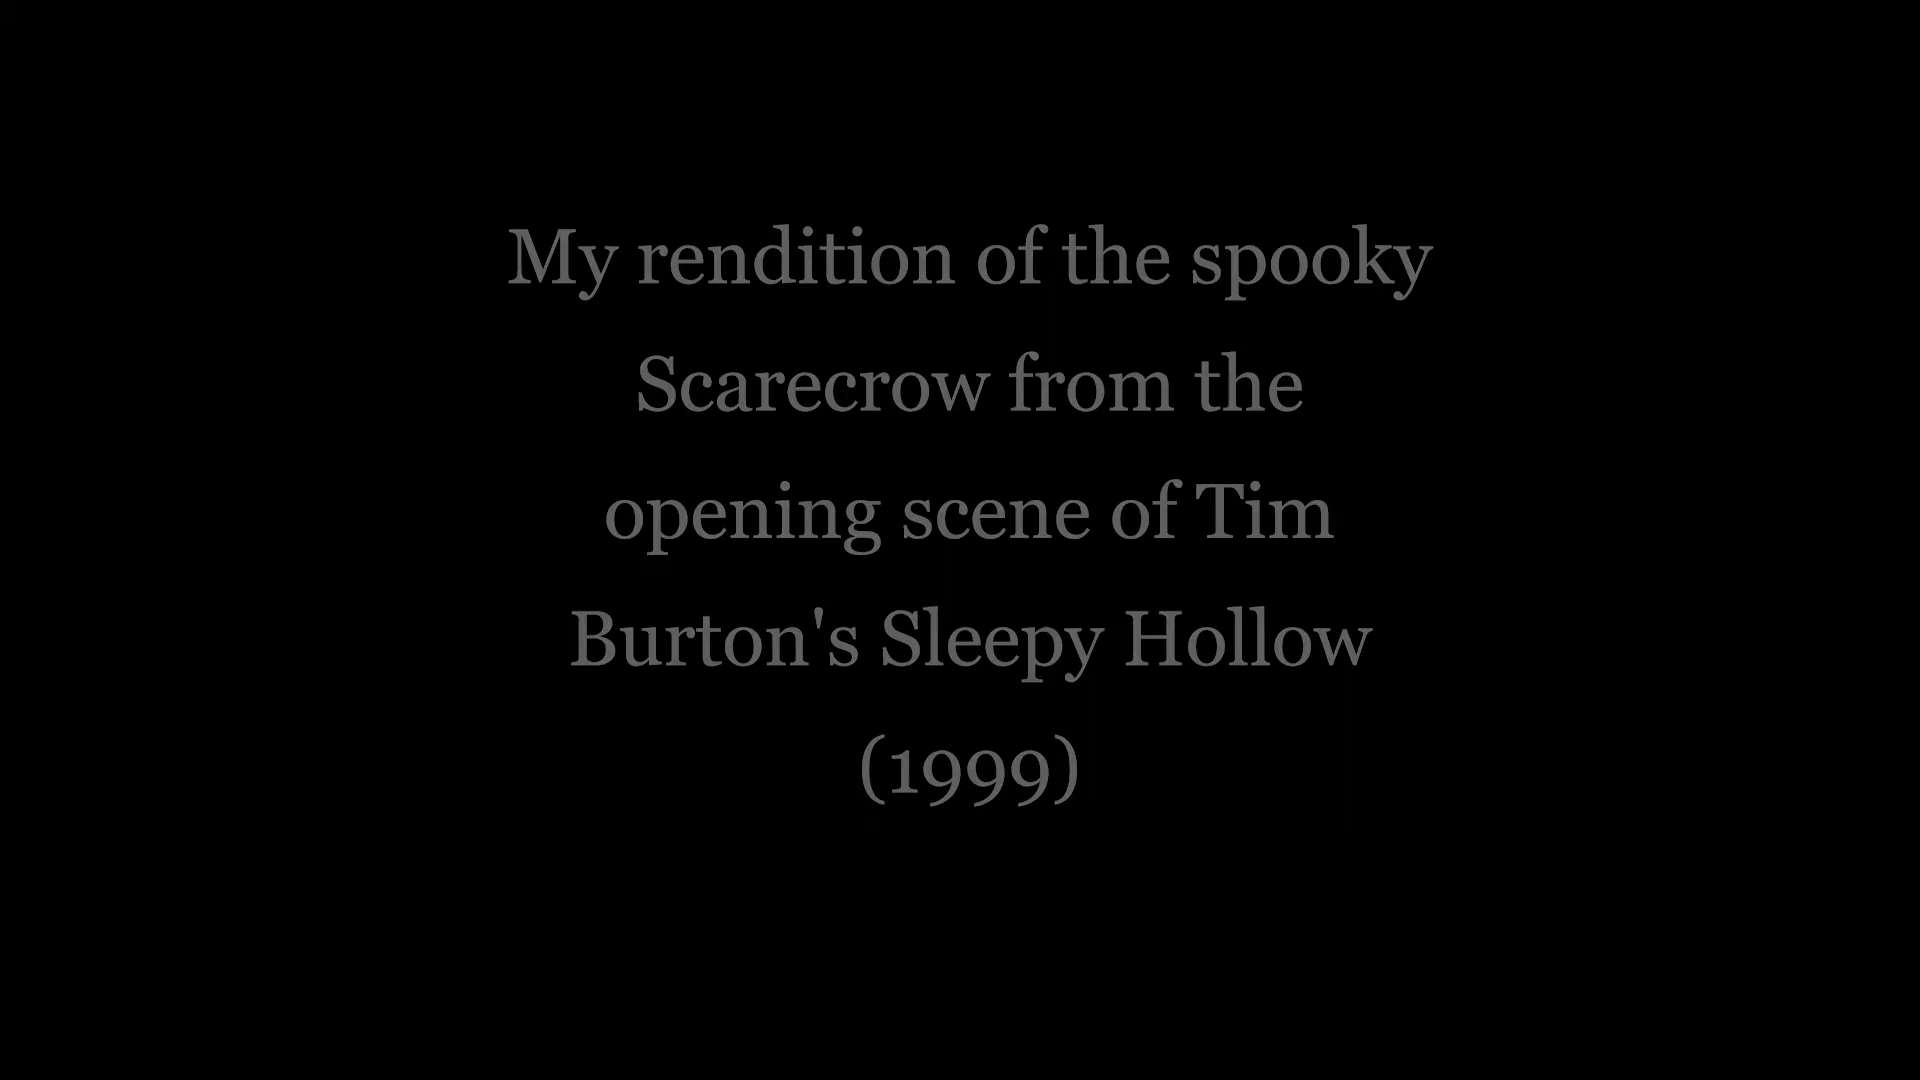 My rendition of the spooky
Scarecrow from the
opening scene of Tim
Burton's Sleepy Hollow
(1999)